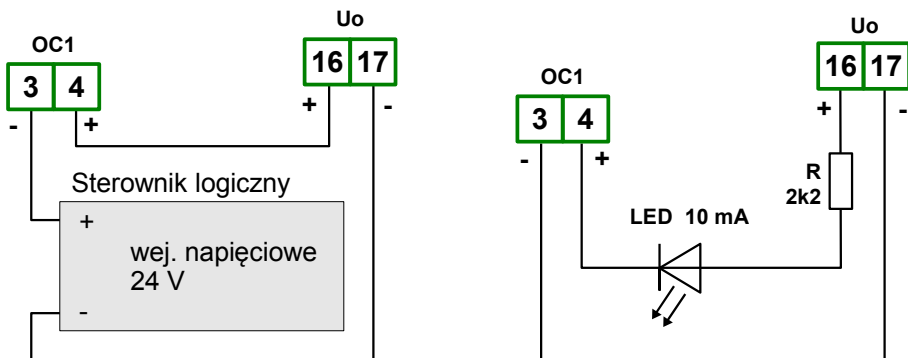 OC1
3 4
- +
Uo
16 17
+ -
Sterownik logiczny
+
wej. napięciowe
24 V
-
OC1
3 4
- +
Uo
16 17
+ -
R
2k2
LED 10 mA